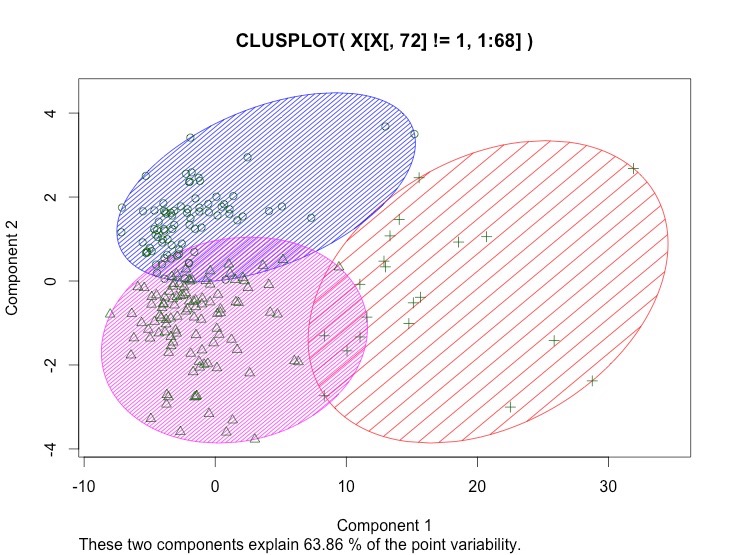 CLUSPLOT( X[X[, 72] != 1, 1:68] )
4
2
0
-2
-4
Component 2
-10 0 10 20 30
Component 1
These two components explain 63.86 % of the point variability.